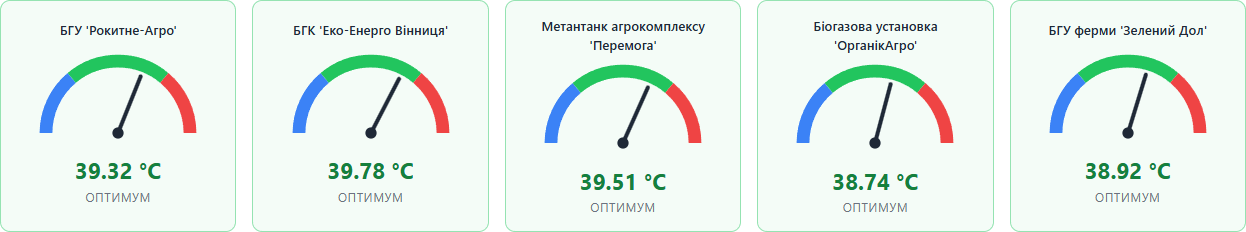 БГУ 'Рокитне-Агро'
39.32 °C
ОПТИМУМ
БГК 'Еко-Енерго Вінниця'
39.78 °C
ОПТИМУМ
Метантанк агрокомплексу
'Перемога'
39.51 °C
ОПТИМУМ
Біогазова установка
'ОрганікАгро'
38.74 °C
ОПТИМУМ
БГУ ферми 'Зелений Дол'
38.92 °C
ОПТИМУМ